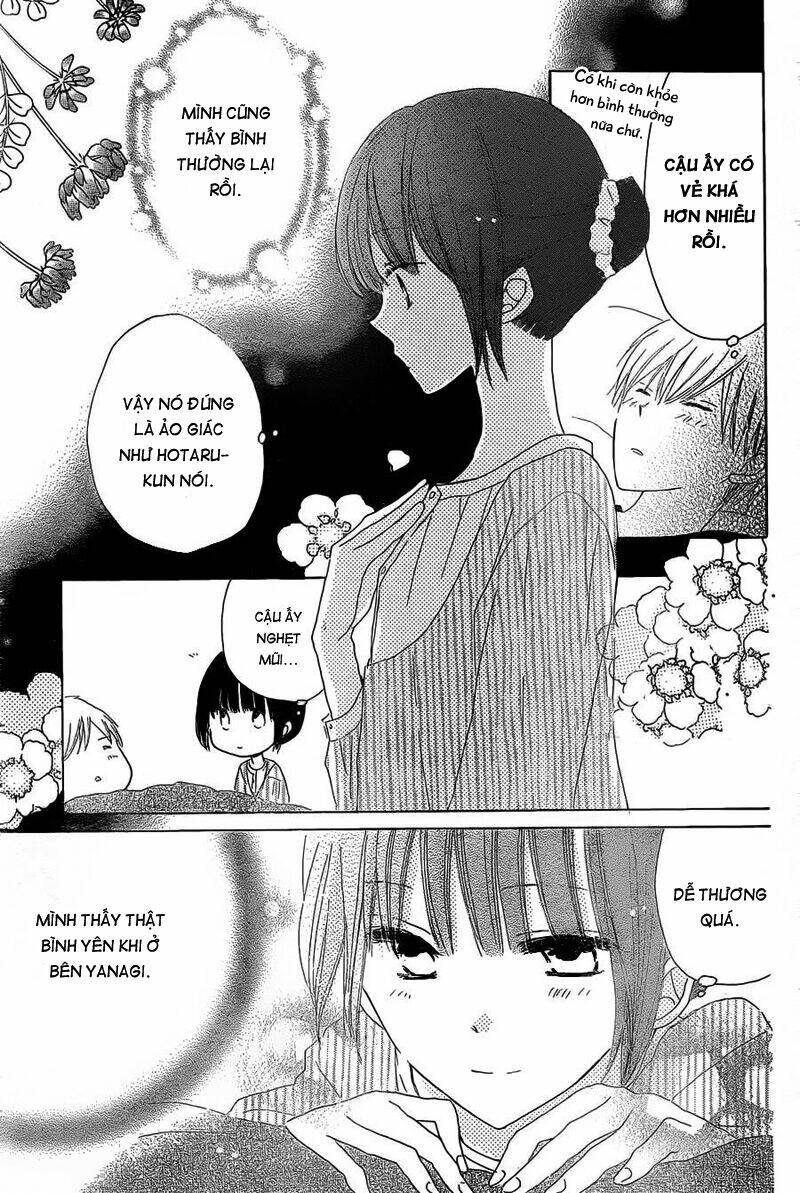 Có khi còn khỏe
hơn bình thường
nữa chứ.
CẬU ẤY CÓ
VẺ KHÁ
HƠN NHIỀU
RỒI.
MÌNH CŨNG
THẤY BÌNH
THƯỜNG LẠI
RỒI.
VẬY NÓ ĐÚNG
LÀ ẢO GIÁC
NHƯ HOTARU-
KUN NÓI.
CẬU ẤY
NGHẸT
MŨI...
DỄ THƯƠNG
QUÁ.
MÌNH THẤY THẬT
BÌNH YÊN KHI Ở
BÊN YANAGI.